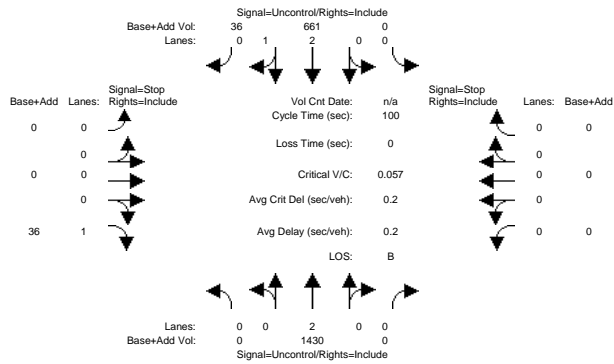 Signal=Uncontrol/Rights=Include
Base+Add Vol: 36 661 0
Lanes: 0 1 2 0 0
Signal=Stop
Base+Add Lanes: Rights=Include
Vol Cnt Date: n/a
Signal=Stop
Rights=Include Lanes: Base+Add
Cycle Time (sec): 100
0 0
0 0
Loss Time (sec): 0
0
0
0 0
Critical V/C: 0.057
0 0
0
Avg Crit Del (sec/veh): 0.2
0
36 1
Avg Delay (sec/veh): 0.2
0 0
LOS: B
Lanes: 0 0 2 0 0
Base+Add Vol: 0 1430 0
Signal=Uncontrol/Rights=Include